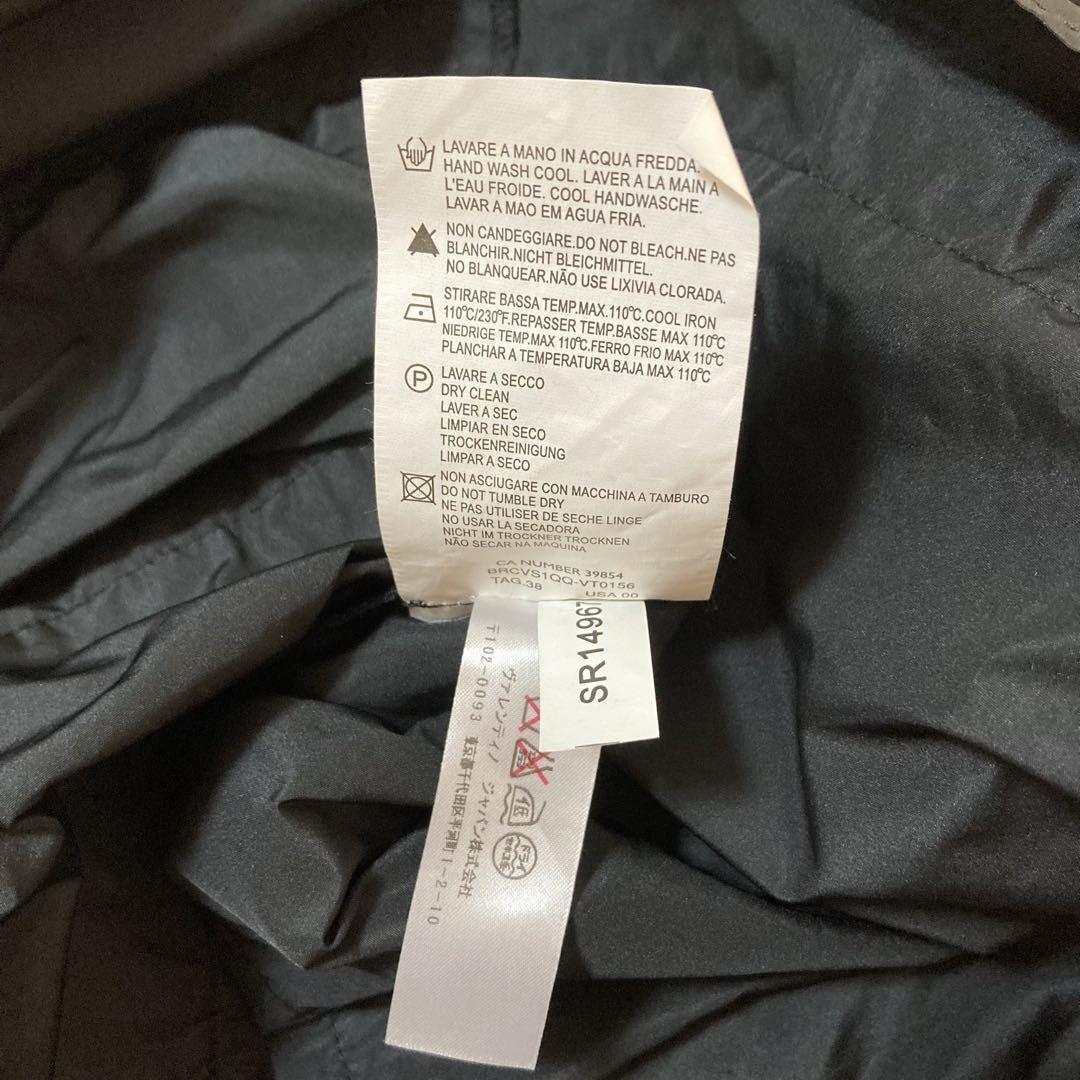 LAVARE A MANO IN ACQUA FREDDA.
HAND WASH COOL. LAVER A LA MAIN A
L'EAU FROIDE. COOL HANDWASCHE.
LAVAR A MAO EM AGUA FRIA.
NON CANDEGGIARE.DO NOT BLEACH.NE PAS
BLANCHIR.NICHT BLEICHMITTEL.
NO BLANQUEAR.NÃO USE LIXIVIA CLORADA.
STIRARE BASSA TEMP.MAX.110°C.COOL IRON
110°C/230°F.REPASSER TEMP.BASSE MAX 110°C
NIEDRIGE TEMP.MAX 110°C.FERRO FRIO MAX 110°C
PLANCHAR A TEMPERATURA BAJA MAX 110°C
P
LAVARE A SECCO
DRY CLEAN
LAVER A SEC
LIMPIAR EN SECO
TROCKENREINIGUNG
LIMPAR A SECO
NON ASCIUGARE CON MACCHINA A TAMBURO
DO NOT TUMBLE DRY
NE PAS UTILISER DE SECHE LINGE
NO USAR LA SECADORA
NICHT IM TROCKNER TROCKNEN
NÃO SECAR NA MAQUINA
CA NUMBER 39854
BRCVS1QQ-VT0156
TAG.38 USA 00
SR14967
低
ドライ
ヴァレンティノ ジャパン株式会社
〒102-0093 東京都千代田区平河町1-2-10